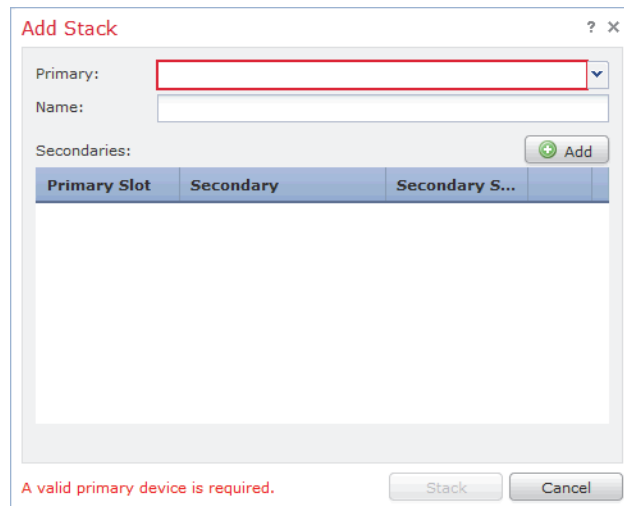 Add Stack ? ×
Primary:
Name:
Secondaries: Add
Primary Slot Secondary Secondary S...
A valid primary device is required. Stack Cancel